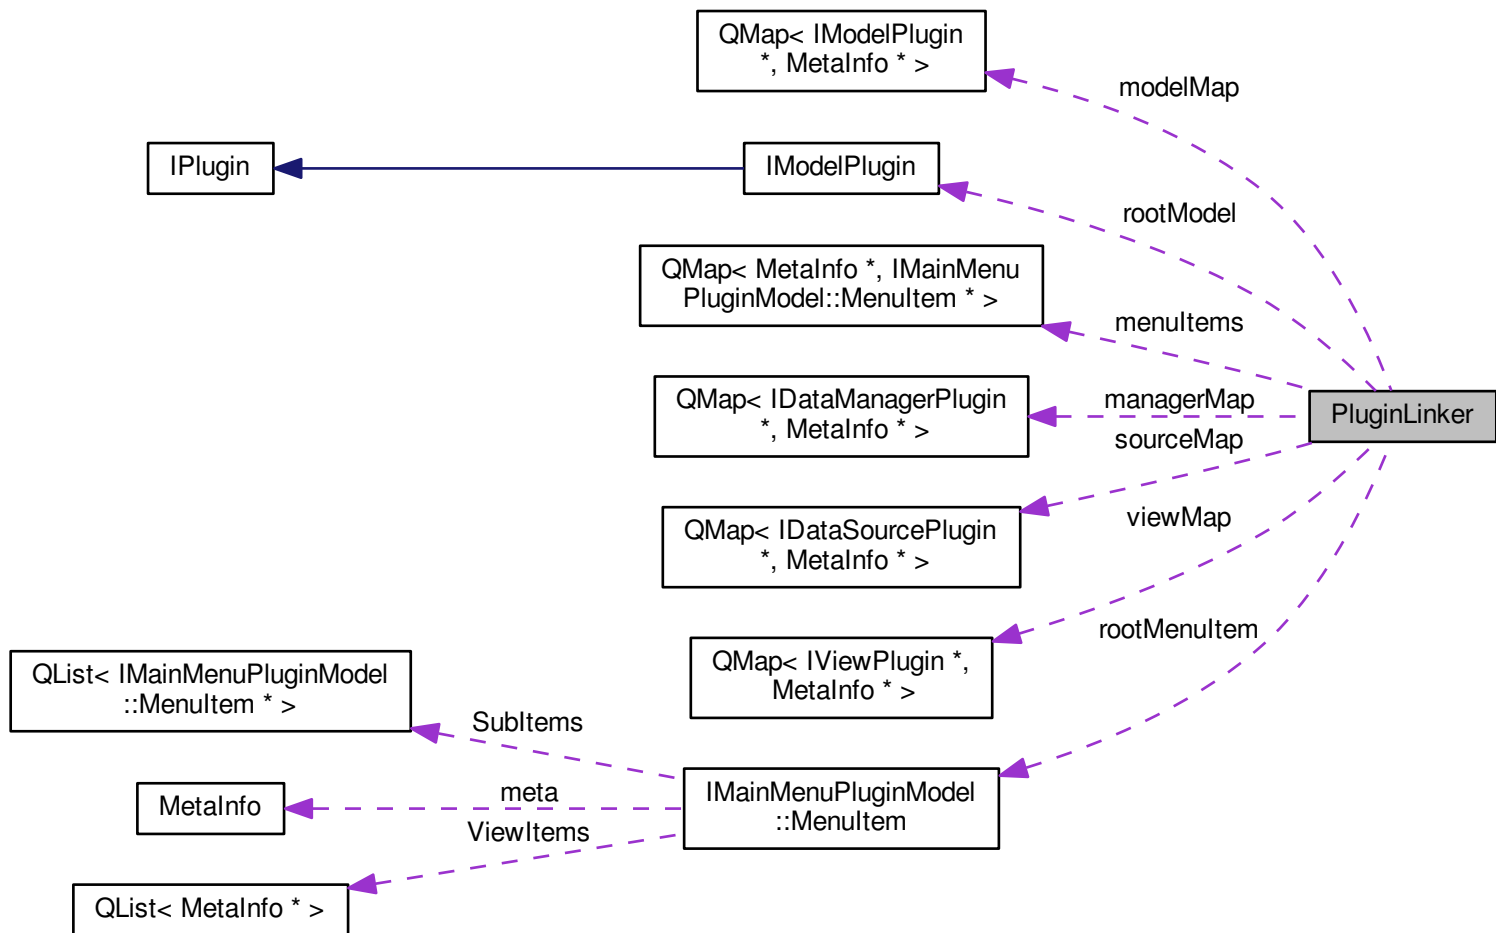 QMap< IModelPlugin
*, MetaInfo * >
modelMap
IPlugin
IModelPlugin
rootModel
QMap< MetaInfo *, IMainMenu
PluginModel::MenuItem * >
menuItems
QMap< IDataManagerPlugin
*, MetaInfo * >
managerMap
PluginLinker
sourceMap
QMap< IDataSourcePlugin
*, MetaInfo * >
viewMap
rootMenuItem
QMap< IViewPlugin *,
MetaInfo * >
QList< IMainMenuPluginModel
::MenuItem * >
SubItems
MetaInfo
meta
IMainMenuPluginModel
::MenuItem
ViewItems
QList< MetaInfo * >